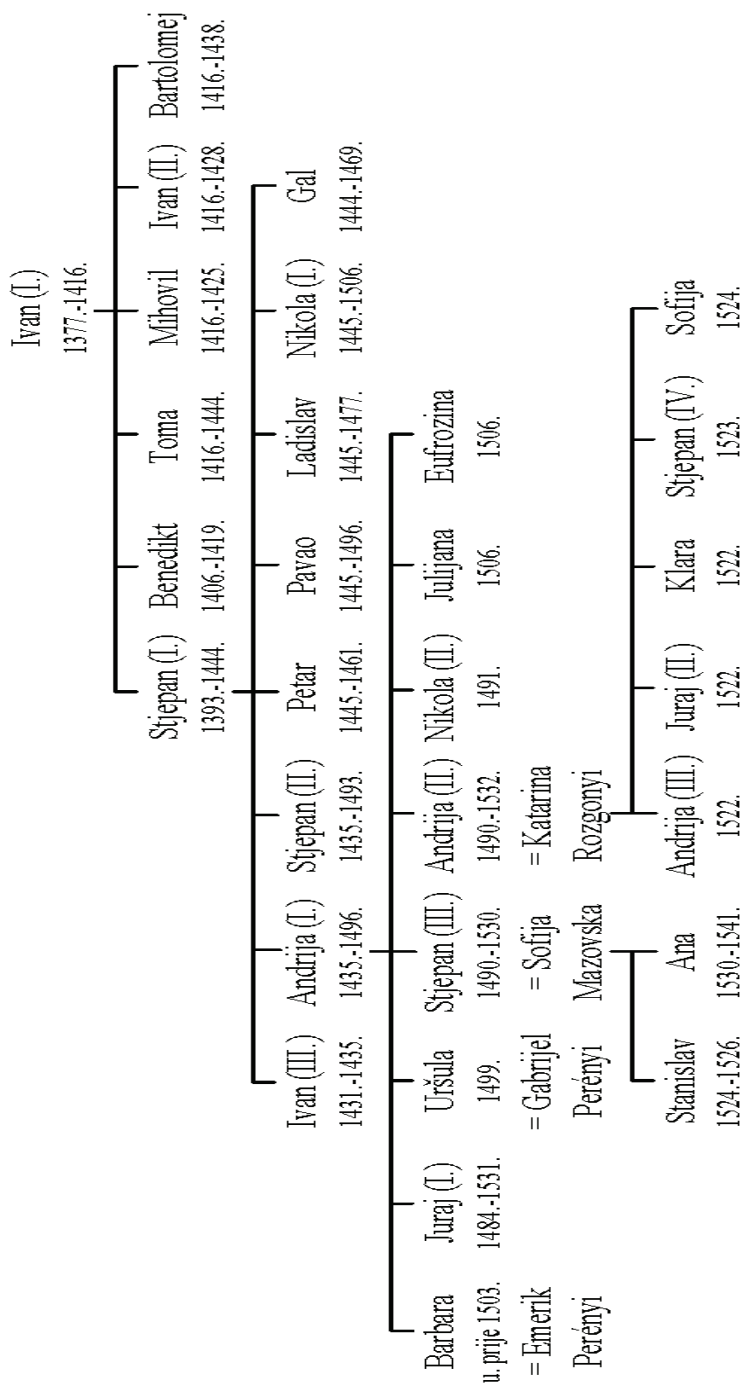 Ivan (I.)
1377.-1416.
Stjepan (I.) Benedikt Toma Mihovil Ivan (II.) Bartolomej
1393.-1444. 1406.-1419. 1416.-1444. 1416.-1425. 1416.-1428. 1416.-1438.
Ivan (III.) Andrija (I.) Stjepan (II.) Petar Pavao Ladislav Nikola (I.) Gal
1431.-1435. 1435.-1496. 1435.-1493. 1445.-1461. 1445.-1496. 1445.-1477. 1445.-1506. 1444.-1469.
Barbara Juraj (I.) Uršula Stjepan (III.) Andrija (II.) Nikola (II.) Julijana Eufrozina
u. prije 1503. 1484.-1531. 1499. 1490.-1530. 1490.-1532. 1491. 1506. 1506.
= Emerik = Gabrijel = Sofija = Katarina
Perényi Perényi Mazovska Rozgonyi
Stanislav Ana Andrija (III.) Juraj (II.) Klara Stjepan (IV.) Sofija
1524.-1526. 1530.-1541. 1522. 1522. 1522. 1523. 1524.